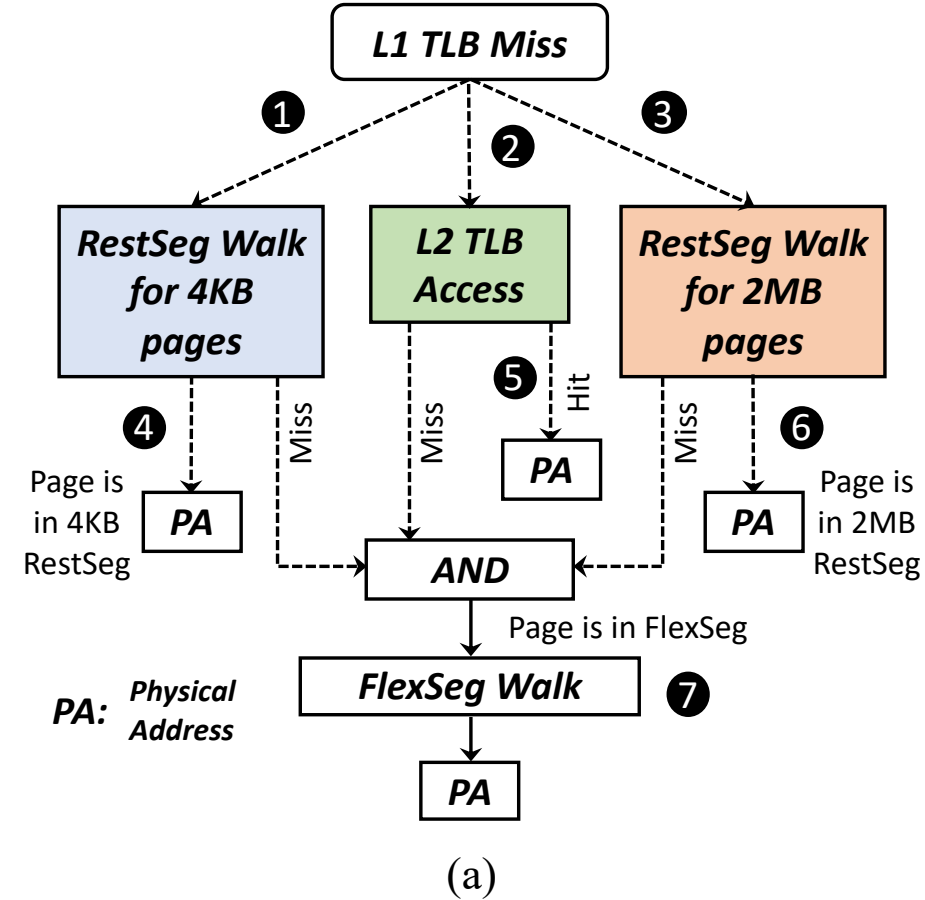 L1 TLB Miss
1
2
3
RestSeg Walk
for 4KB
pages
L2 TLB
Access
RestSeg Walk
for 2MB
pages
4
Miss
Miss
5
Hit
Miss
6
Page is
in 4KB
RestSeg
PA
PA
PA
Page is
in 2MB
RestSeg
AND
Page is in FlexSeg
FlexSeg Walk
7
PA: Physical
Address
PA
(a)